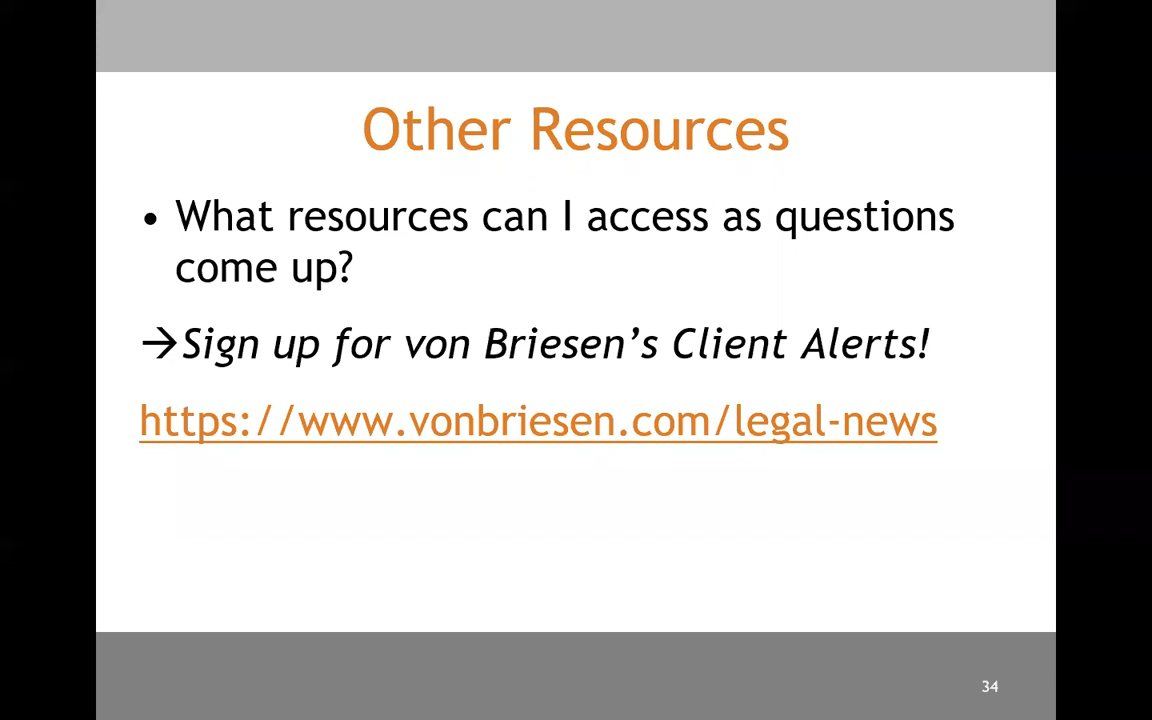 Other Resources
• What resources can I access as questions
come up?
→Sign up for von Briesen’s Client Alerts!
https://www.vonbriesen.com/legal-news
34